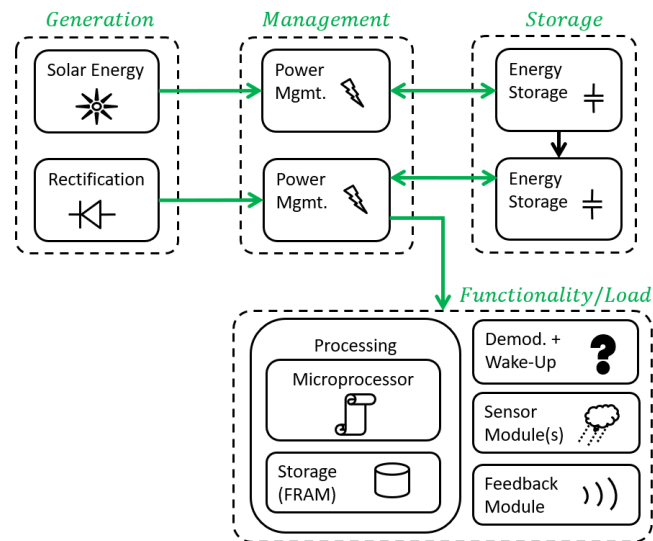 Generation
Management
Storage
Solar Energy
Power
Mgmt.
Energy
Storage
Rectification
Power
Mgmt.
Energy
Storage
Functionality/Load
Processing
Microprocessor
Storage
(FRAM)
Demod. +
Wake-Up
?
Sensor
Module(s)
Feedback
Module